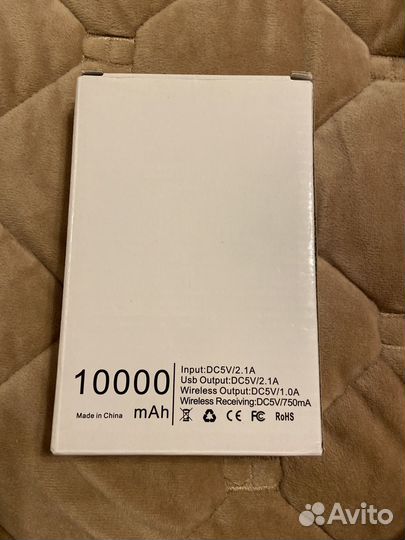 10000
mAh
Made in China
Input:DC5V/2.1A
Usb Output:DC5V/2.1A
Wireless Output:DC5V/1.0A
Wireless Receiving:DC5V/750mA
CE FC RoHS
Avito